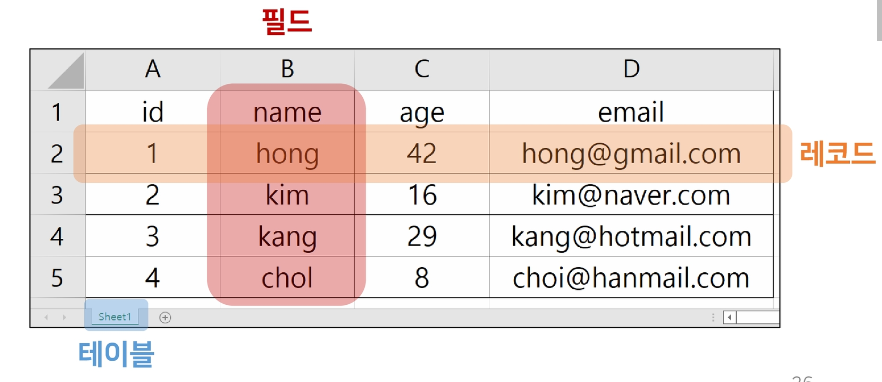 필드
A B C D
1 id name age email
2 1 hong 42 hong@gmail.com 레코드
3 2 kim 16 kim@naver.com
4 3 kang 29 kang@hotmail.com
5 4 chol 8 choi@hanmail.com
Sheet1
테이블